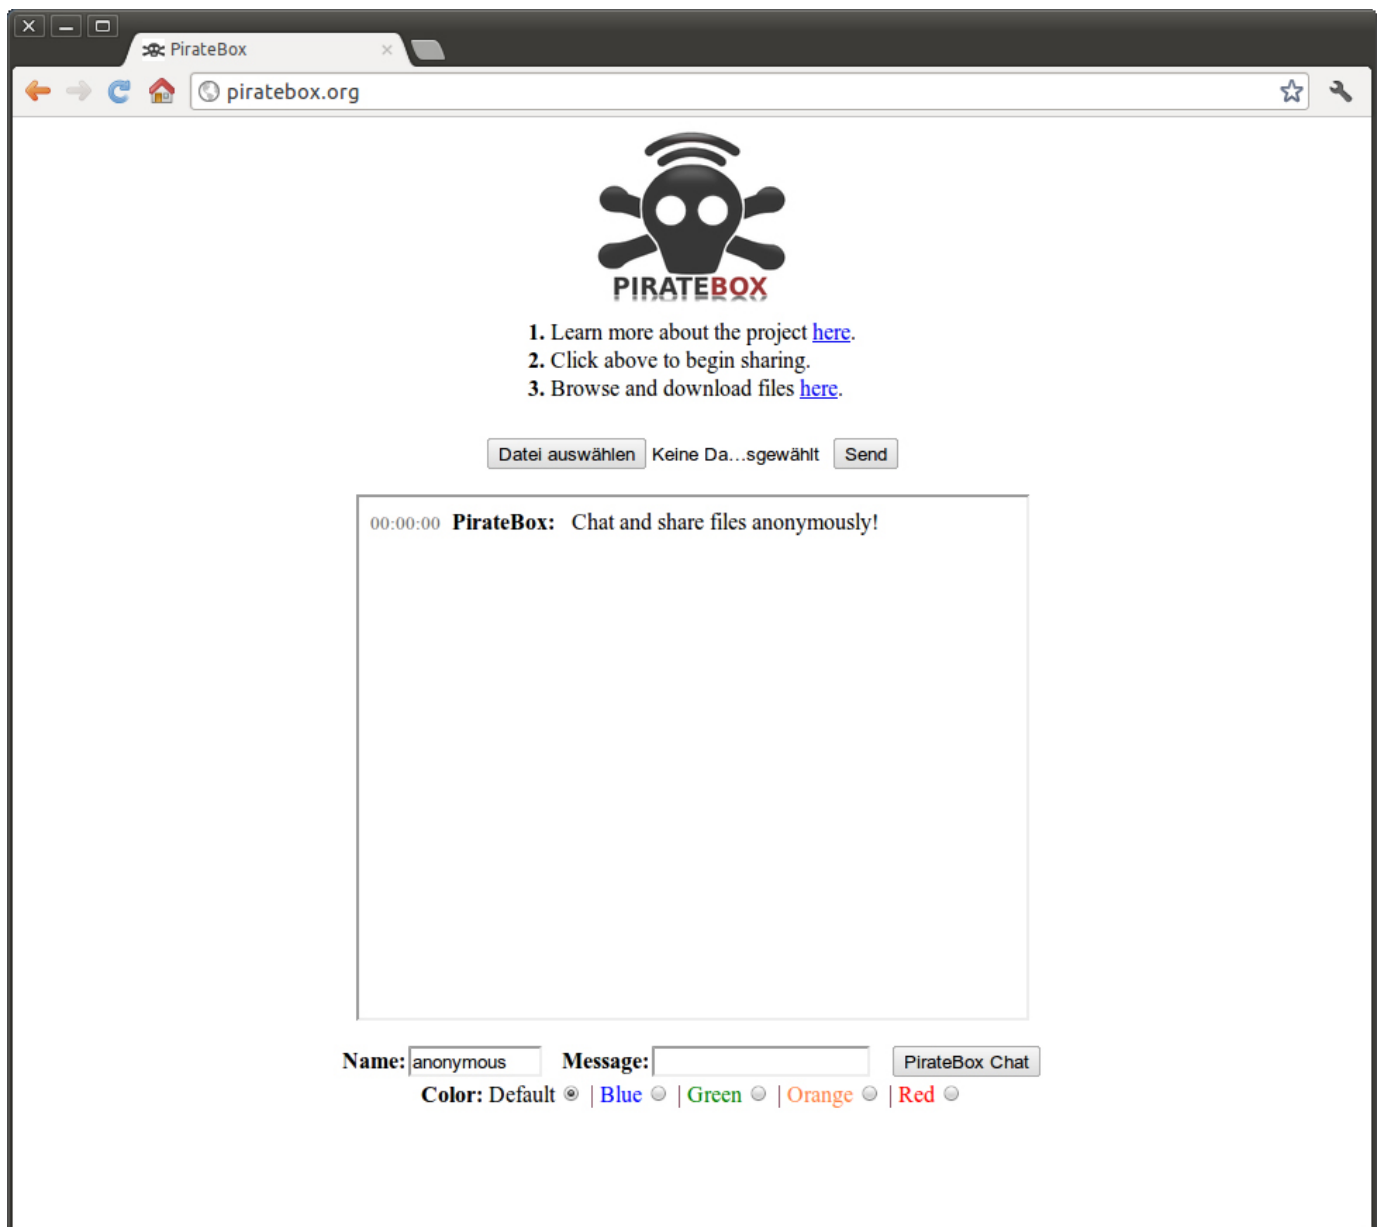 PirateBox
piratebox.org
PIRATEBOX
1. Learn more about the project here.
2. Click above to begin sharing.
3. Browse and download files here.
Datei auswählen Keine Da...sgewählt Send
00:00:00 PirateBox: Chat and share files anonymously!
Name: anonymous Message: PirateBox Chat
Color: Default | Blue | Green | Orange | Red